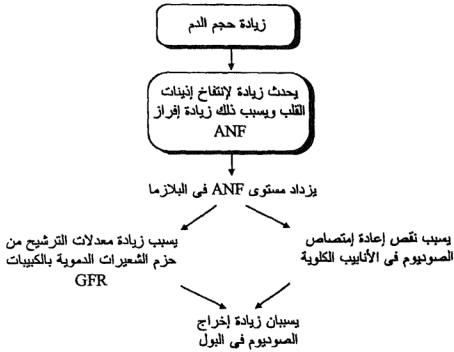 زيادة حجم الدم
يحدث زيادة لإنتفاخ إذينات
القلب ويسبب ذلك زيادة إفراز
ANF
يزداد مستوى ANF فى البلازما
يسبب نقص إعادة إمتصاص
الصوديوم فى الأنابيب الكلوية
يسبب زيادة معدلات الترشيح من
حزم الشعيرات الدموية بالكبيبات
GFR
يسببان زيادة إخراج
الصوديوم فى البول